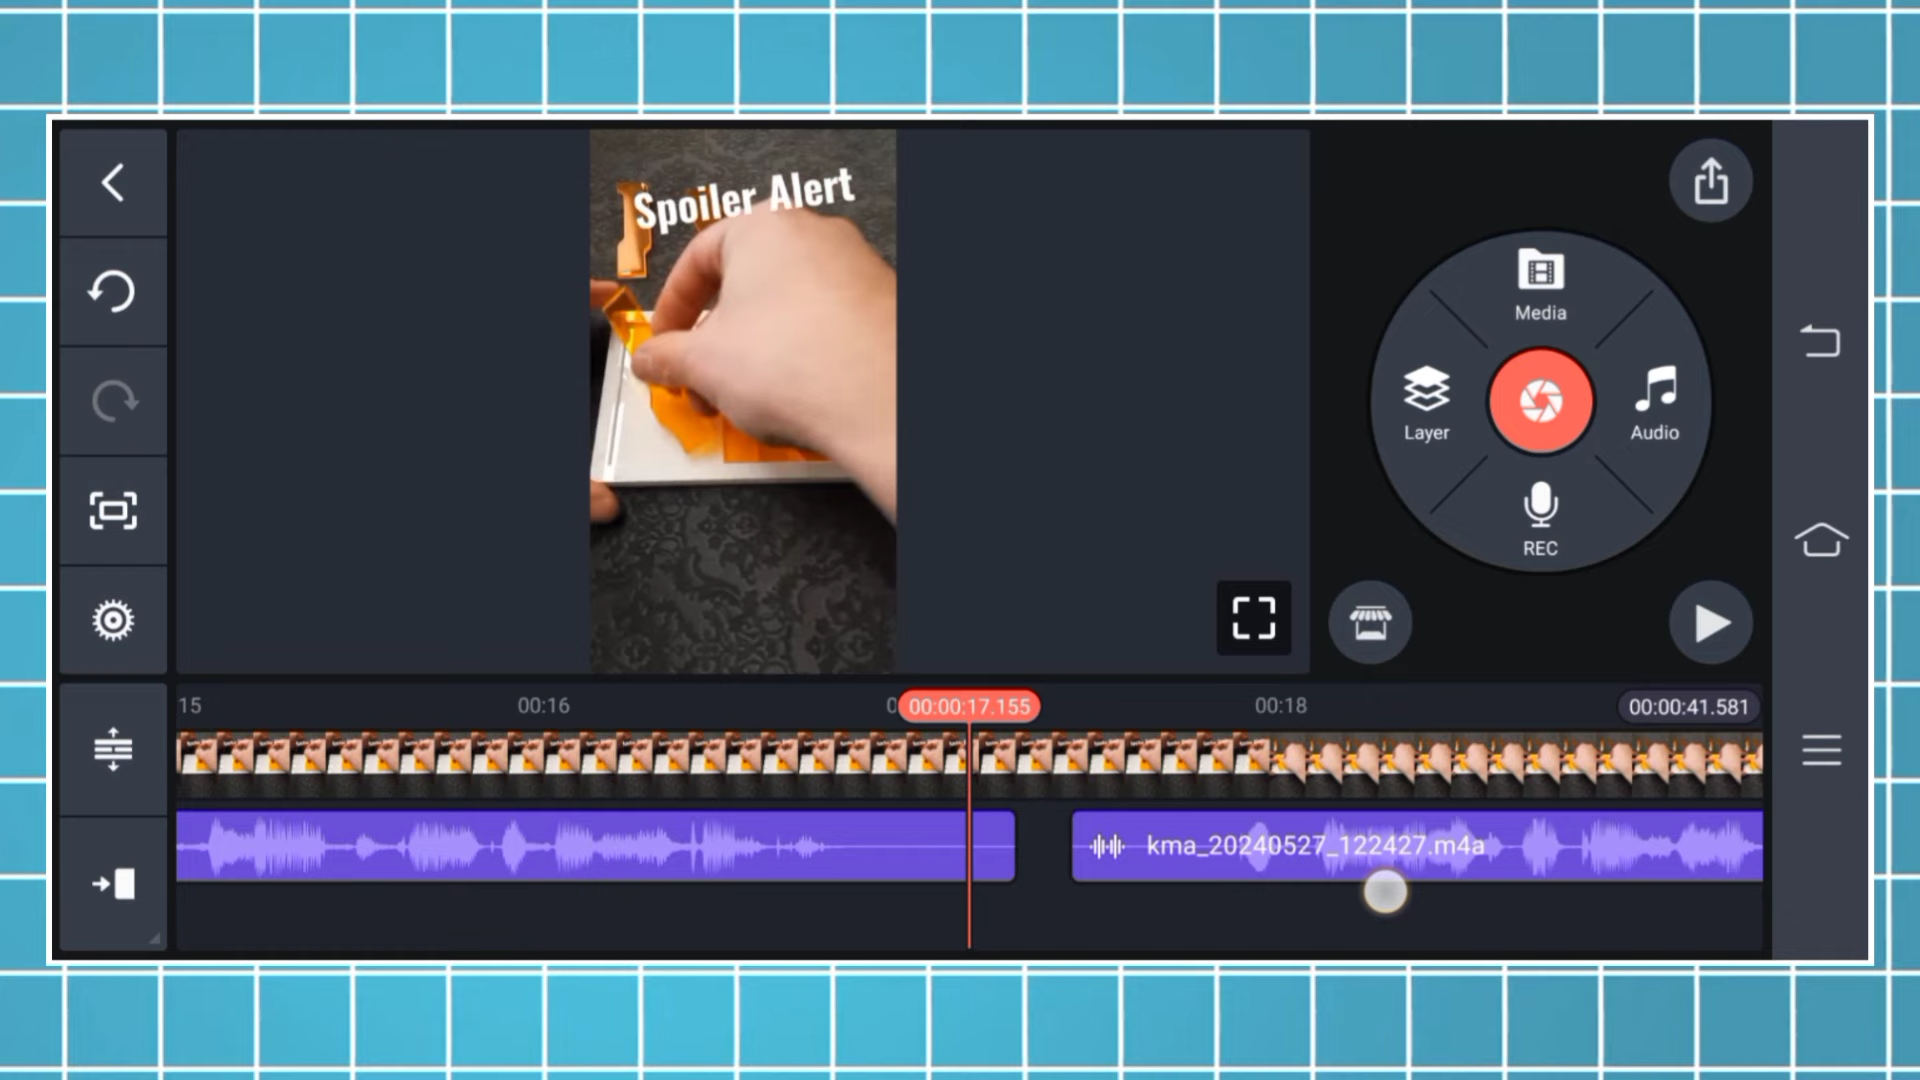 Spoiler Alert
Media
Layer
Audio
REC
15
00:16
00:00:17.155
00:18
00:00:41.581
kma_20240527_122427.m4a